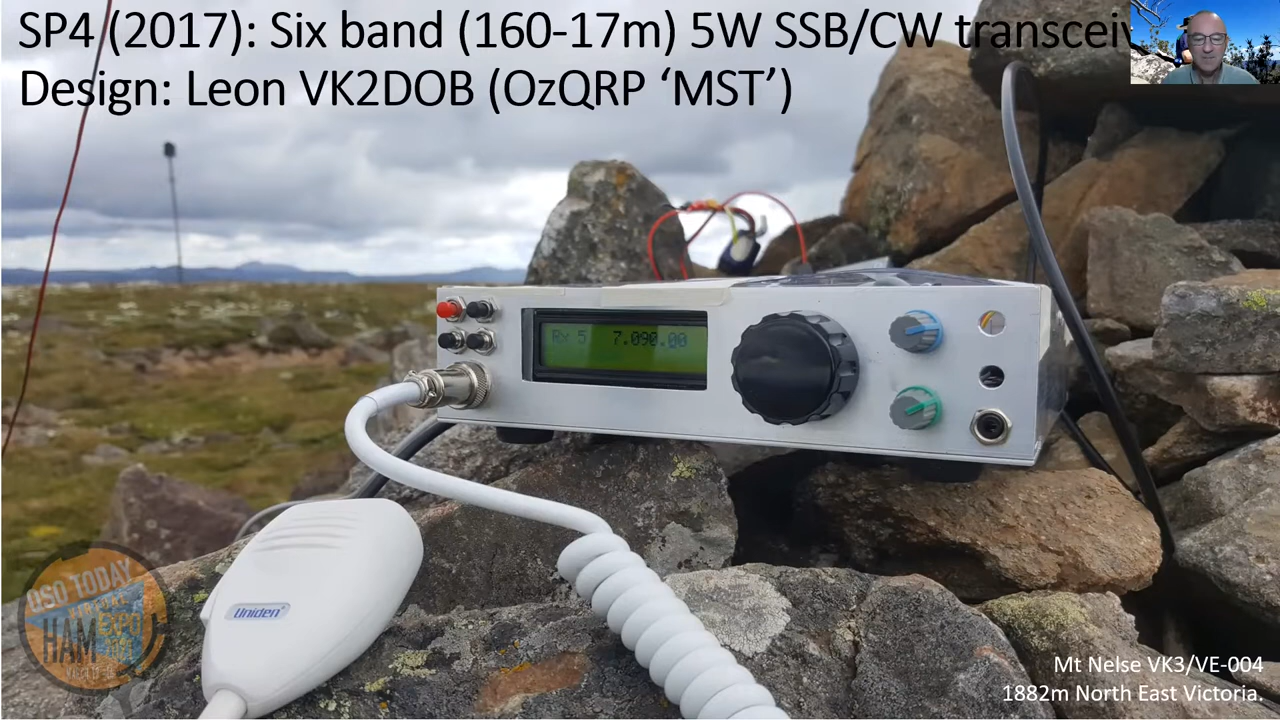 SP4 (2017): Six band (160-17m) 5W SSB/CW transceiv
Design: Leon VK2DOB (OzQRP ‘MST’)
Rx 5 7.090.00
Uniden
QSO TODAY
VIRTUAL
HAM EXPO
Mt Nelse VK3/VE-004
1882m North East Victoria.